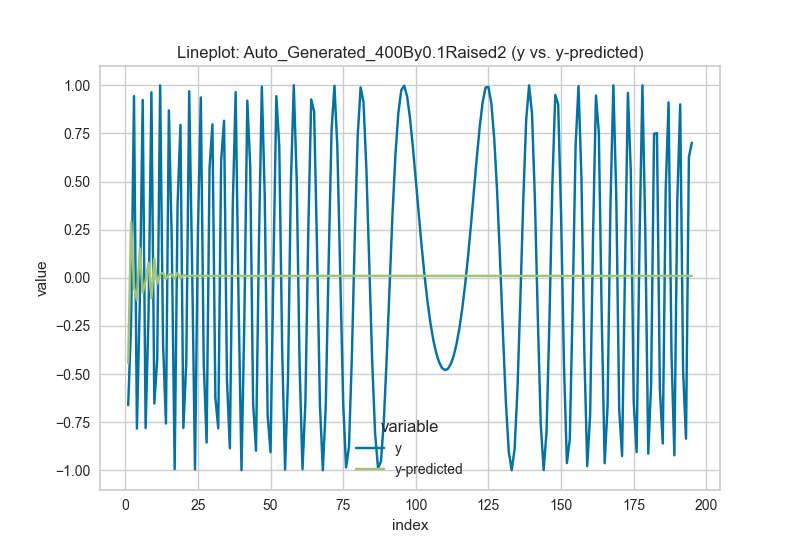 Lineplot: Auto_Generated_400By0.1Raised2 (y vs. y-predicted)
1.00
0.75
0.50
0.25
0.00
−0.25
−0.50
−0.75
−1.00
value
variable
y
y-predicted
0 25 50 75 100 125 150 175 200
index